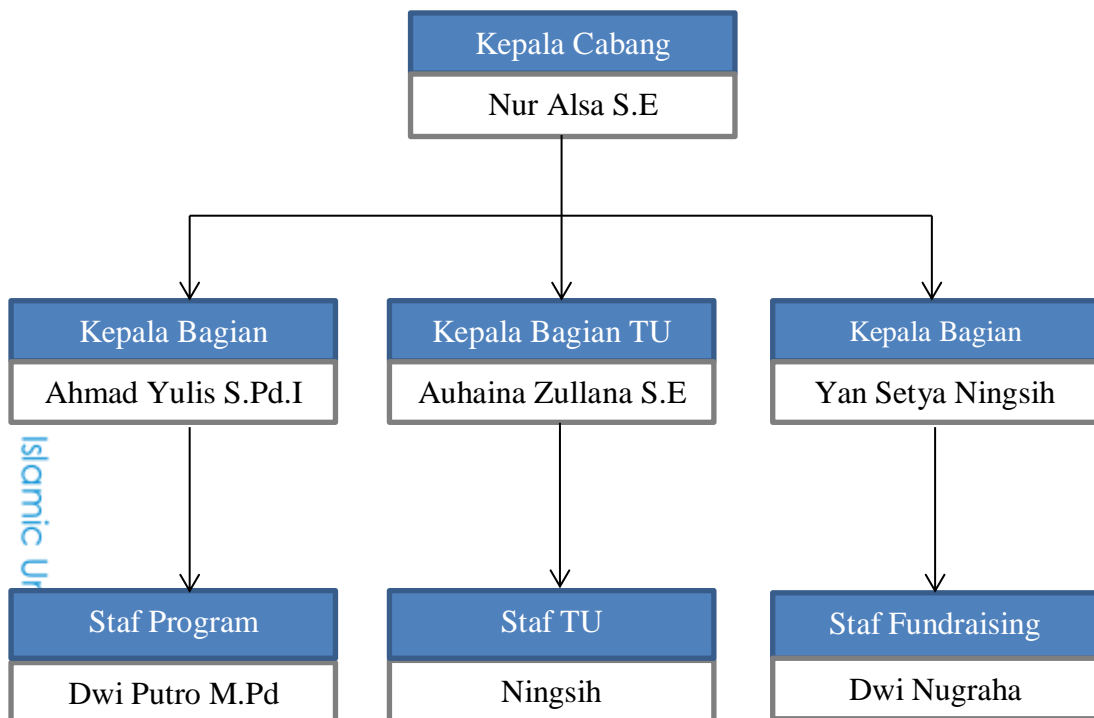 Kepala Cabang
Nur Alsa S.E
Kepala Bagian
Ahmad Yulis S.Pd.I
Kepala Bagian TU
Auhaina Zullana S.E
Kepala Bagian
Yan Setya Ningsih
Islamic
Staf Program
Dwi Putro M.Pd
Staf TU
Ningsih
Staf Fundraising
Dwi Nugraha